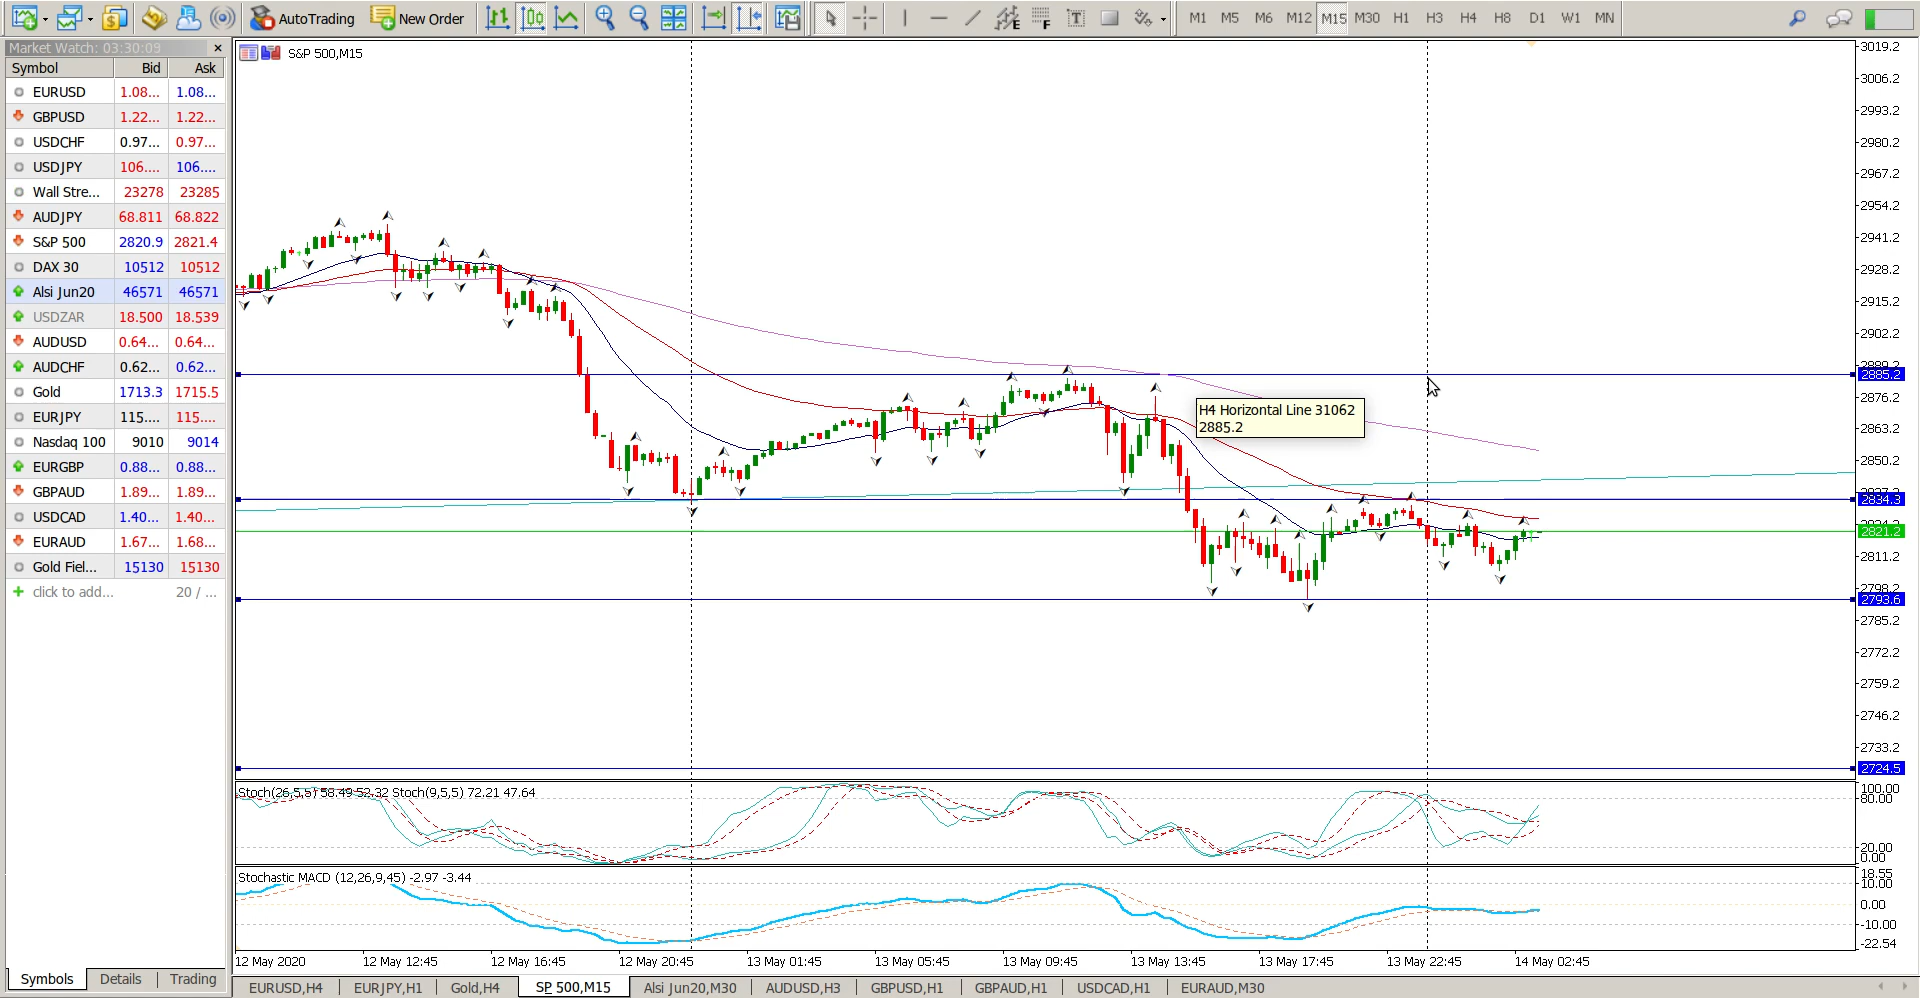 AutoTrading New Order M1 M5 M6 M12 M15 M30 H1 H3 H4 H8 D1 W1 MN
Market Watch: 03:30:09
Symbol Bid Ask
EURUSD 1.08... 1.08...
GBPUSD 1.22... 1.22...
USDCHF 0.97... 0.97...
USDJPY 106.... 106....
Wall Stre... 23278 23285
AUDJPY 68.811 68.822
S&P 500 2820.9 2821.4
DAX 30 10512 10512
Alsi Jun20 46571 46571
USDZAR 18.500 18.539
AUDUSD 0.64... 0.64...
AUDCHF 0.62... 0.62...
Gold 1713.3 1715.5
EURJPY 115.... 115....
Nasdaq 100 9010 9014
EURGBP 0.88... 0.88...
GBPAUD 1.89... 1.89...
USDCAD 1.40... 1.40...
EURAUD 1.67... 1.68...
Gold Fiel... 15130 15130
click to add... 20 / ...
Symbols Details Trading
S&P 500,M15
H4 Horizontal Line 31062
2885.2
3019.2
3006.2
2993.2
2980.2
2967.2
2954.2
2941.2
2928.2
2915.2
2902.2
2889.2
2885.2
2876.2
2863.2
2850.2
2837.2
2834.3
2824.2
2821.2
2811.2
2798.2
2793.6
2785.2
2772.2
2759.2
2746.2
2733.2
2724.5
Stoch(26,5,5) 58.49 52.32 Stoch(9,5,5) 72.21 47.64
100.00
80.00
20.00
0.00
Stochastic MACD (12,26,9,45) -2.97 -3.44
18.55
10.00
0.00
-10.00
-22.54
12 May 2020 12 May 12:45 12 May 16:45 12 May 20:45 13 May 01:45 13 May 05:45 13 May 09:45 13 May 13:45 13 May 17:45 13 May 22:45 14 May 02:45
EURUSD,H4 EURJPY,H1 Gold,H4 SP 500,M15 Alsi Jun20,M30 AUDUSD,H3 GBPUSD,H1 GBPAUD,H1 USDCAD,H1 EURAUD,M30